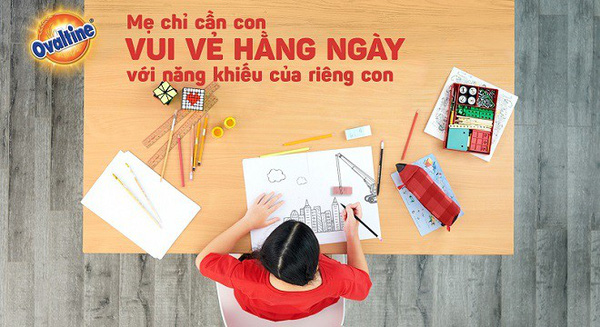 Ovaltine
Mẹ chỉ cần con
VUI VẺ HẰNG NGÀY
với năng khiếu của riêng con